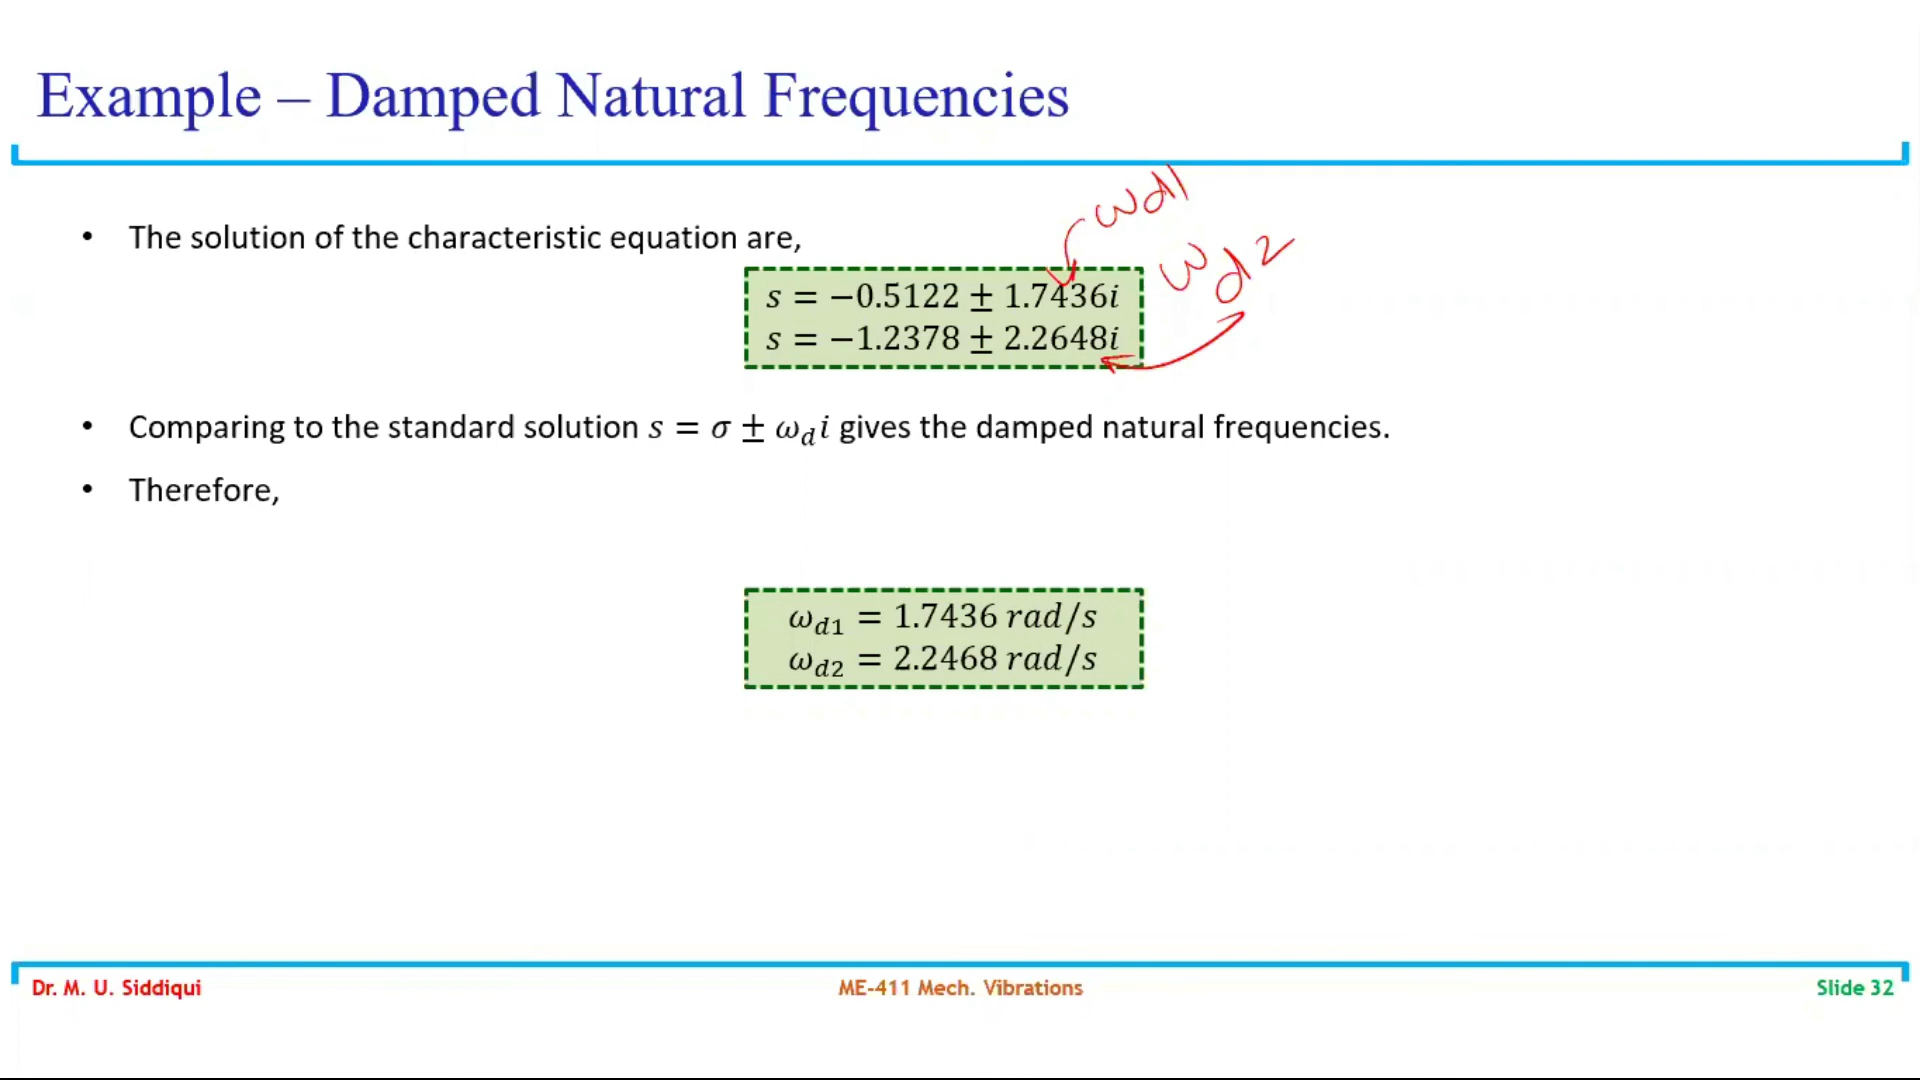 Example – Damped Natural Frequencies
ωd1
• The solution of the characteristic equation are,
ωd2
s = −0.5122 ± 1.7436i
s = −1.2378 ± 2.2648i
• Comparing to the standard solution s = σ ± ω_d i gives the damped natural frequencies.
• Therefore,
ω_d1 = 1.7436 rad/s
ω_d2 = 2.2468 rad/s
Dr. M. U. Siddiqui
ME-411 Mech. Vibrations
Slide 32